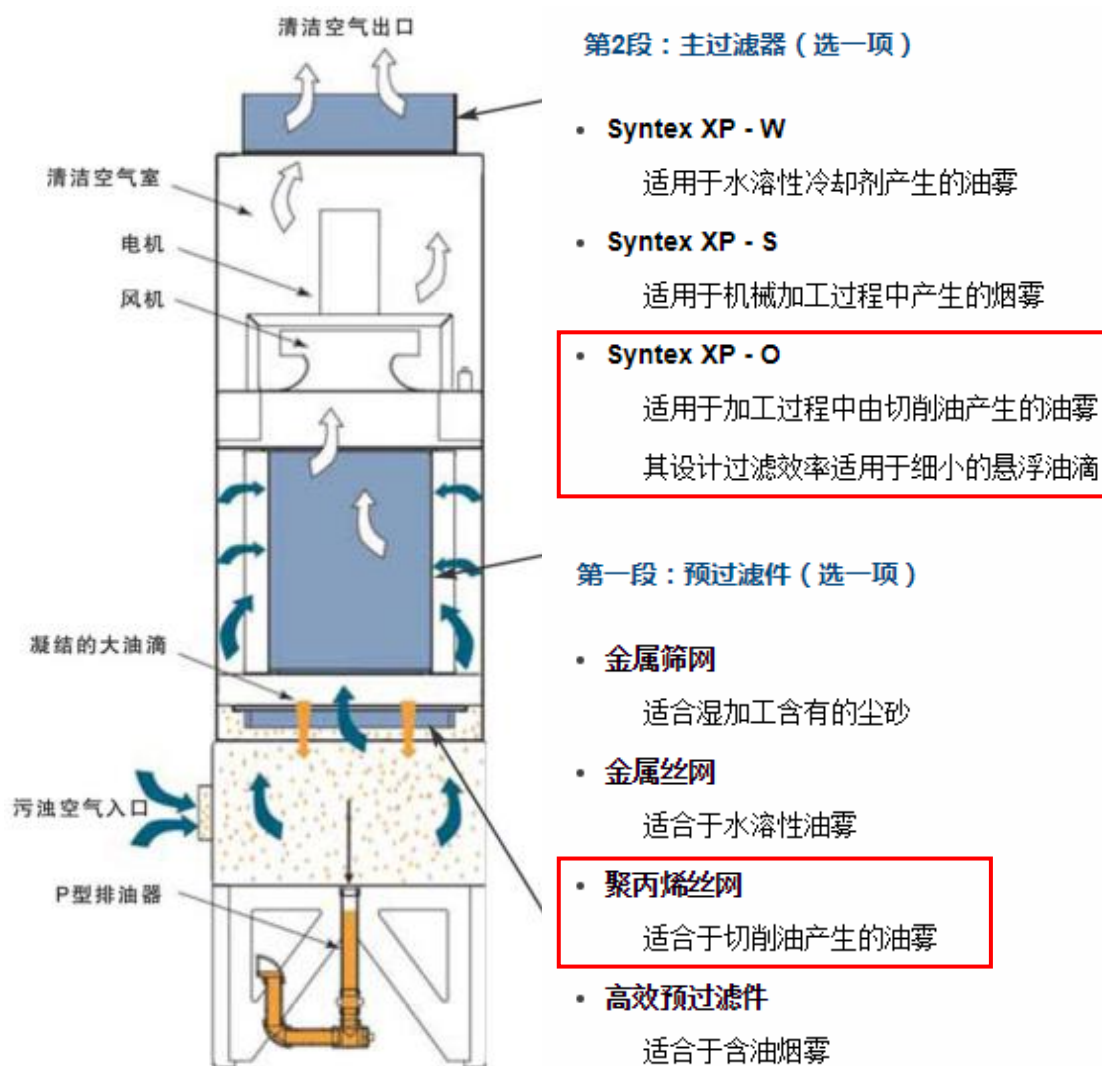 清洁空气出口
清洁空气室
电机
风机
凝结的大油滴
污浊空气入口
P型排油器
第2段：主过滤器（选一项）
• Syntex XP - W
适用于水溶性冷却剂产生的油雾
• Syntex XP - S
适用于机械加工过程中产生的烟雾
• Syntex XP - O
适用于加工过程中由切削油产生的油雾
其设计过滤效率适用于细小的悬浮油滴
第一段：预过滤件（选一项）
• 金属筛网
适合湿加工含有的尘砂
• 金属丝网
适合于水溶性油雾
• 聚丙烯丝网
适合于切削油产生的油雾
• 高效预过滤件
适合于含油烟雾